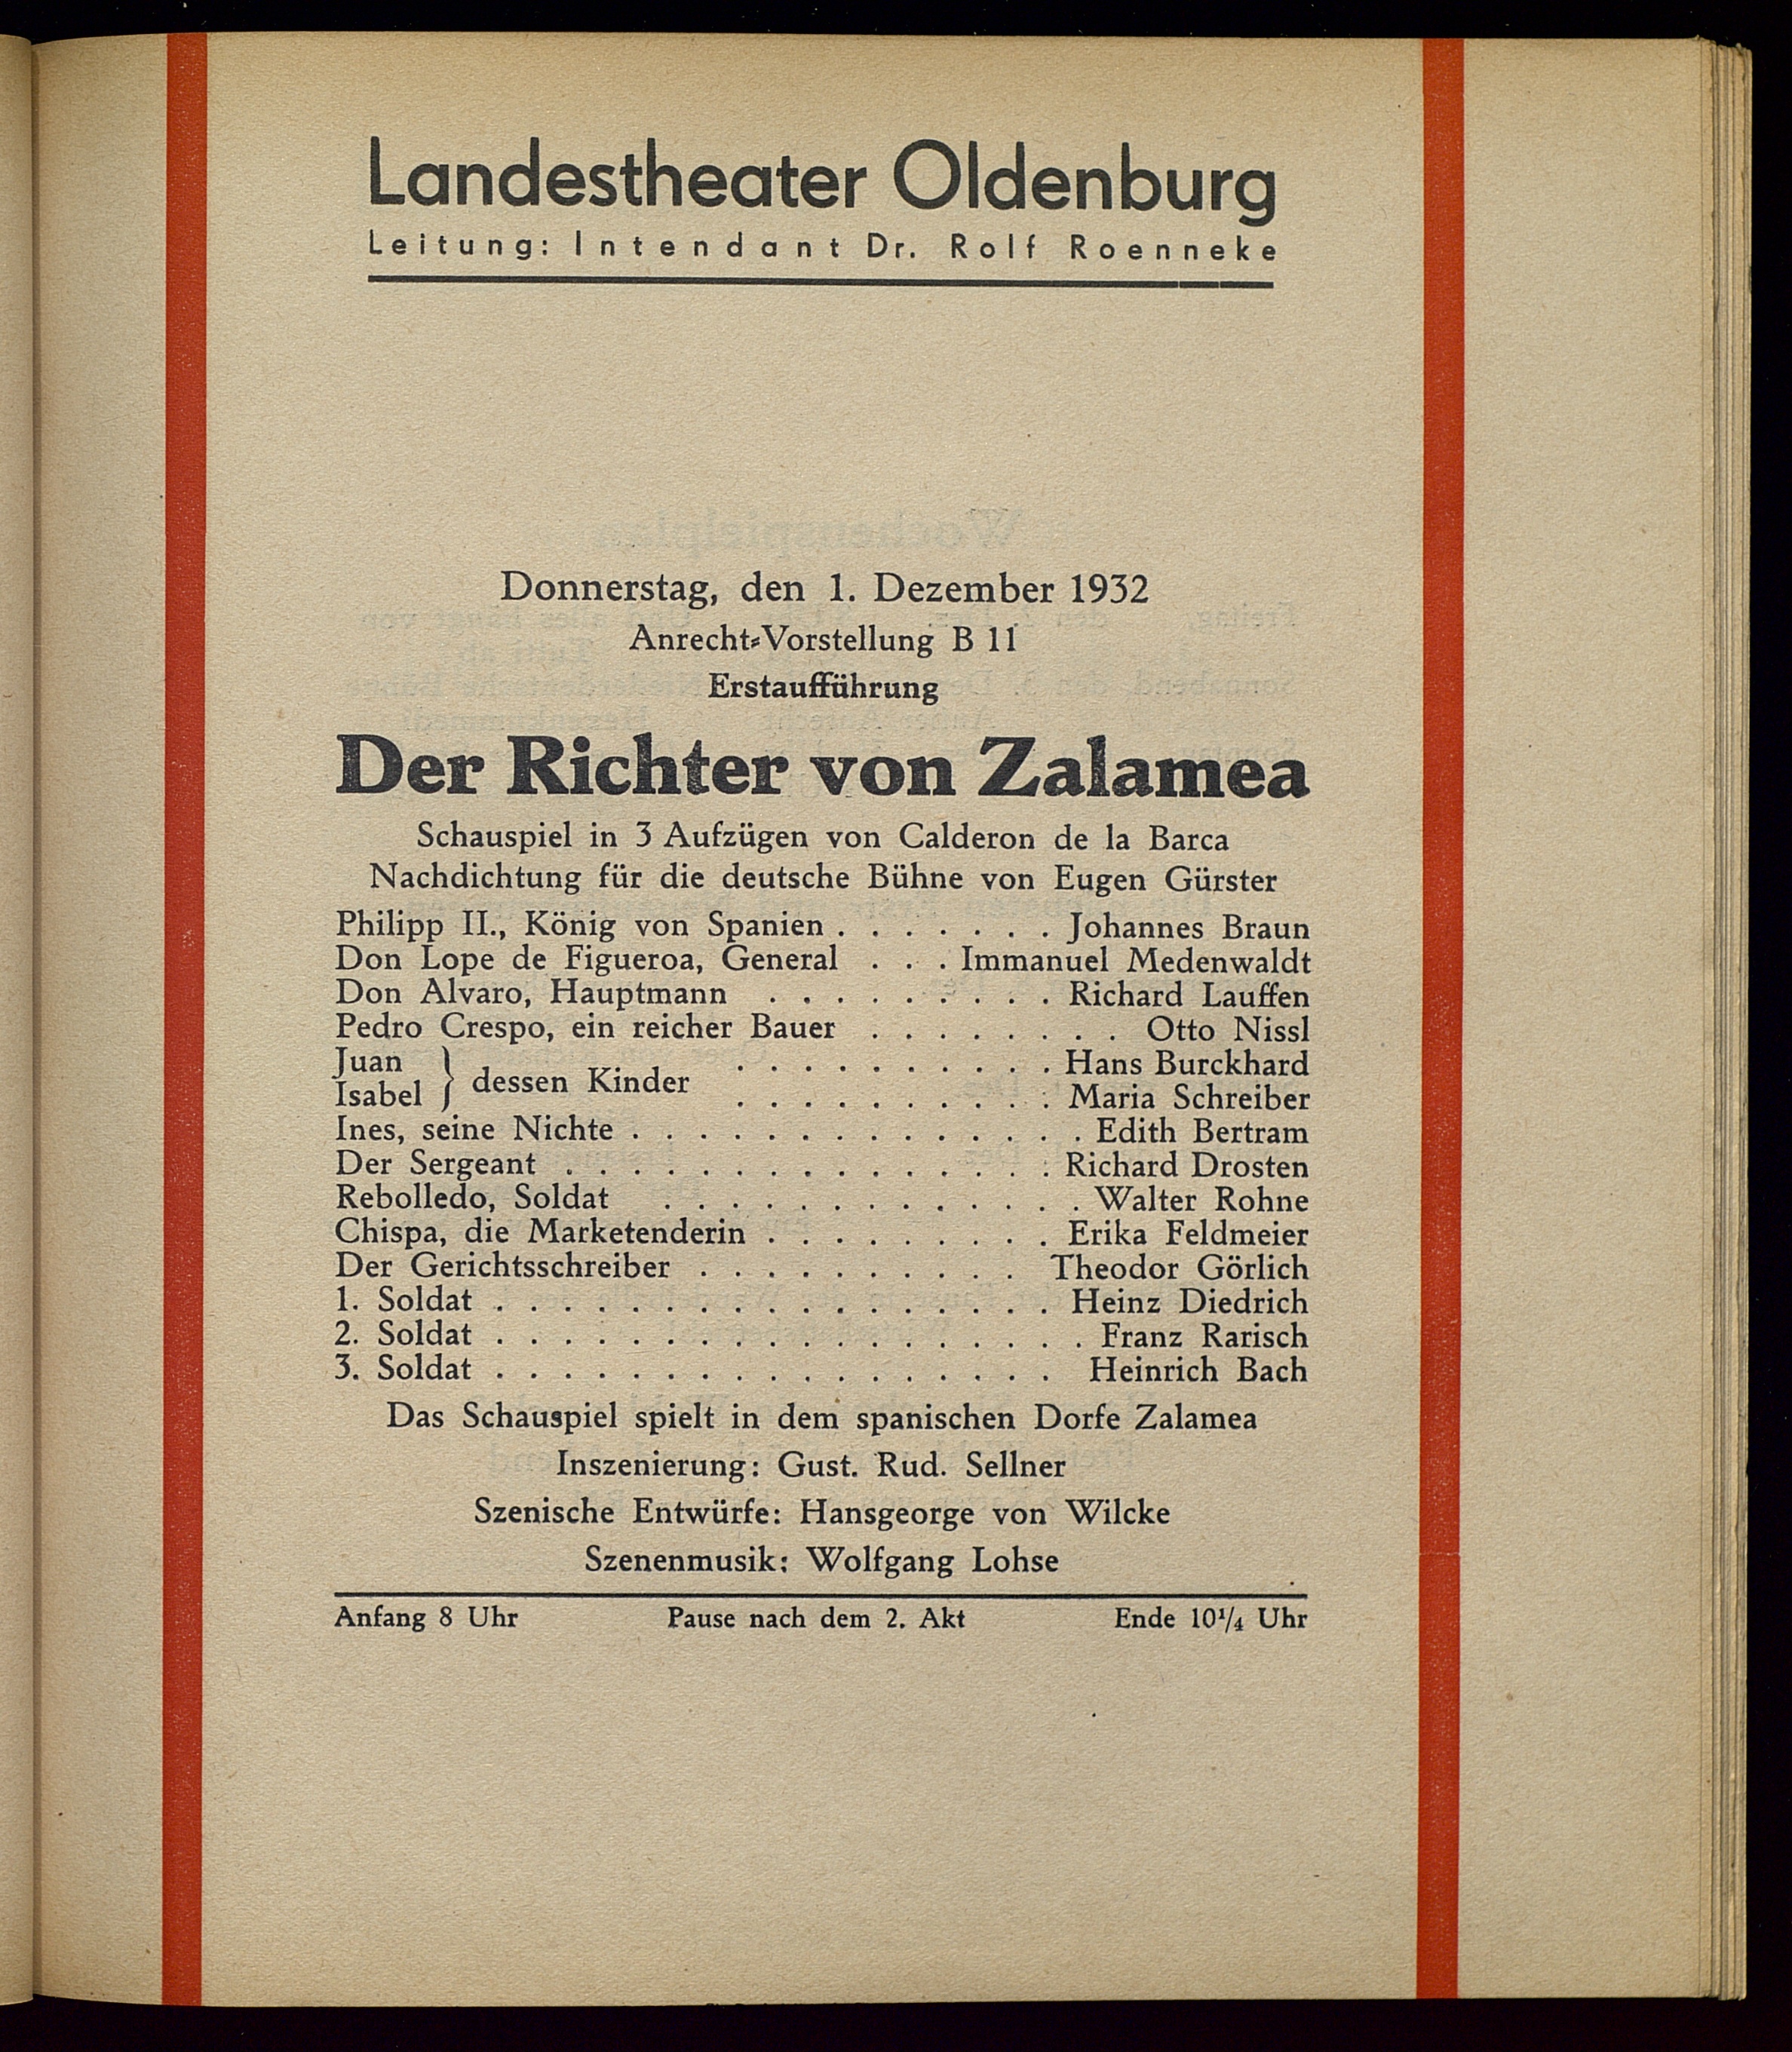 Landestheater Oldenburg
Leitung: Intendant Dr. Rolf Roenneke
Donnerstag, den 1. Dezember 1932
Anrecht-Vorstellung B 11
Erstaufführung
Der Richter von Zalamea
Schauspiel in 3 Aufzügen von Calderon de la Barca
Nachdichtung für die deutsche Bühne von Eugen Gürster
Philipp II., König von Spanien . . . . . . . Johannes Braun
Don Lope de Figueroa, General . . . Immanuel Medenwaldt
Don Alvaro, Hauptmann . . . . . . . . . Richard Lauffen
Pedro Crespo, ein reicher Bauer . . . . . . . . Otto Nissl
Juan } dessen Kinder . . . . . . . . . . Hans Burckhard
Isabel } . . . . . . . . . . Maria Schreiber
Ines, seine Nichte . . . . . . . . . . . . . . Edith Bertram
Der Sergeant . . . . . . . . . . . . . . . Richard Drosten
Rebolledo, Soldat . . . . . . . . . . . . . Walter Rohne
Chispa, die Marketenderin . . . . . . . . . Erika Feldmeier
Der Gerichtsschreiber . . . . . . . . . . Theodor Görlich
1. Soldat . . . . . . . . . . . . . . . . . Heinz Diedrich
2. Soldat . . . . . . . . . . . . . . . . . . Franz Rarisch
3. Soldat . . . . . . . . . . . . . . . . . Heinrich Bach
Das Schauspiel spielt in dem spanischen Dorfe Zalamea
Inszenierung: Gust. Rud. Sellner
Szenische Entwürfe: Hansgeorge von Wilcke
Szenenmusik: Wolfgang Lohse
Anfang 8 Uhr Pause nach dem 2. Akt Ende 10¼ Uhr